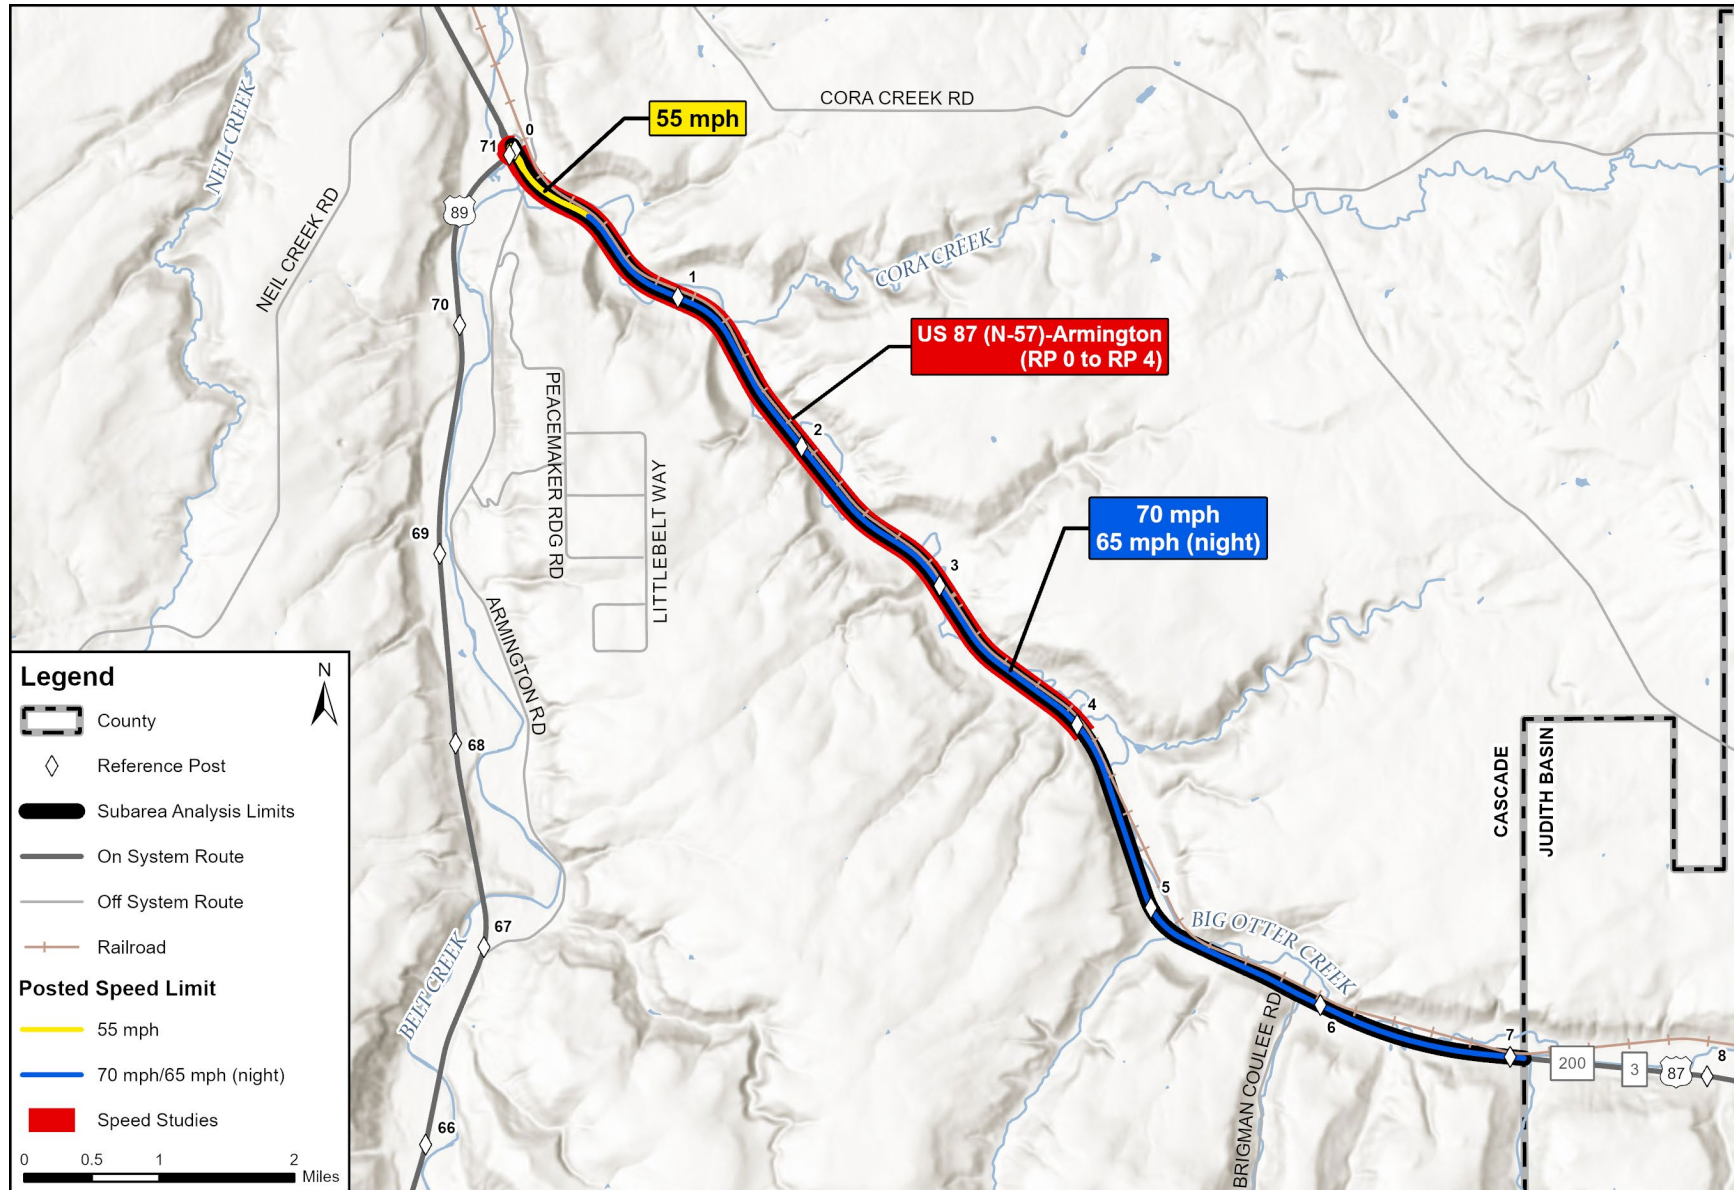 CORA CREEK RD
55 mph
0
71
89
NEIL CREEK
NEIL CREEK RD
CORA CREEK
1
70
US 87 (N-57)-Armington
(RP 0 to RP 4)
PEACEMAKER RDG RD
LITTLEBELT WAY
2
70 mph
65 mph (night)
69
3
ARMINGTON RD
4
68
CASCADE
JUDITH BASIN
5
67
BIG OTTER CREEK
BELT CREEK
BRIGMAN COULEE RD
6
7
200
3
87
8
66
Legend
N
County
Reference Post
Subarea Analysis Limits
On System Route
Off System Route
Railroad
Posted Speed Limit
55 mph
70 mph/65 mph (night)
Speed Studies
0 0.5 1 2
Miles